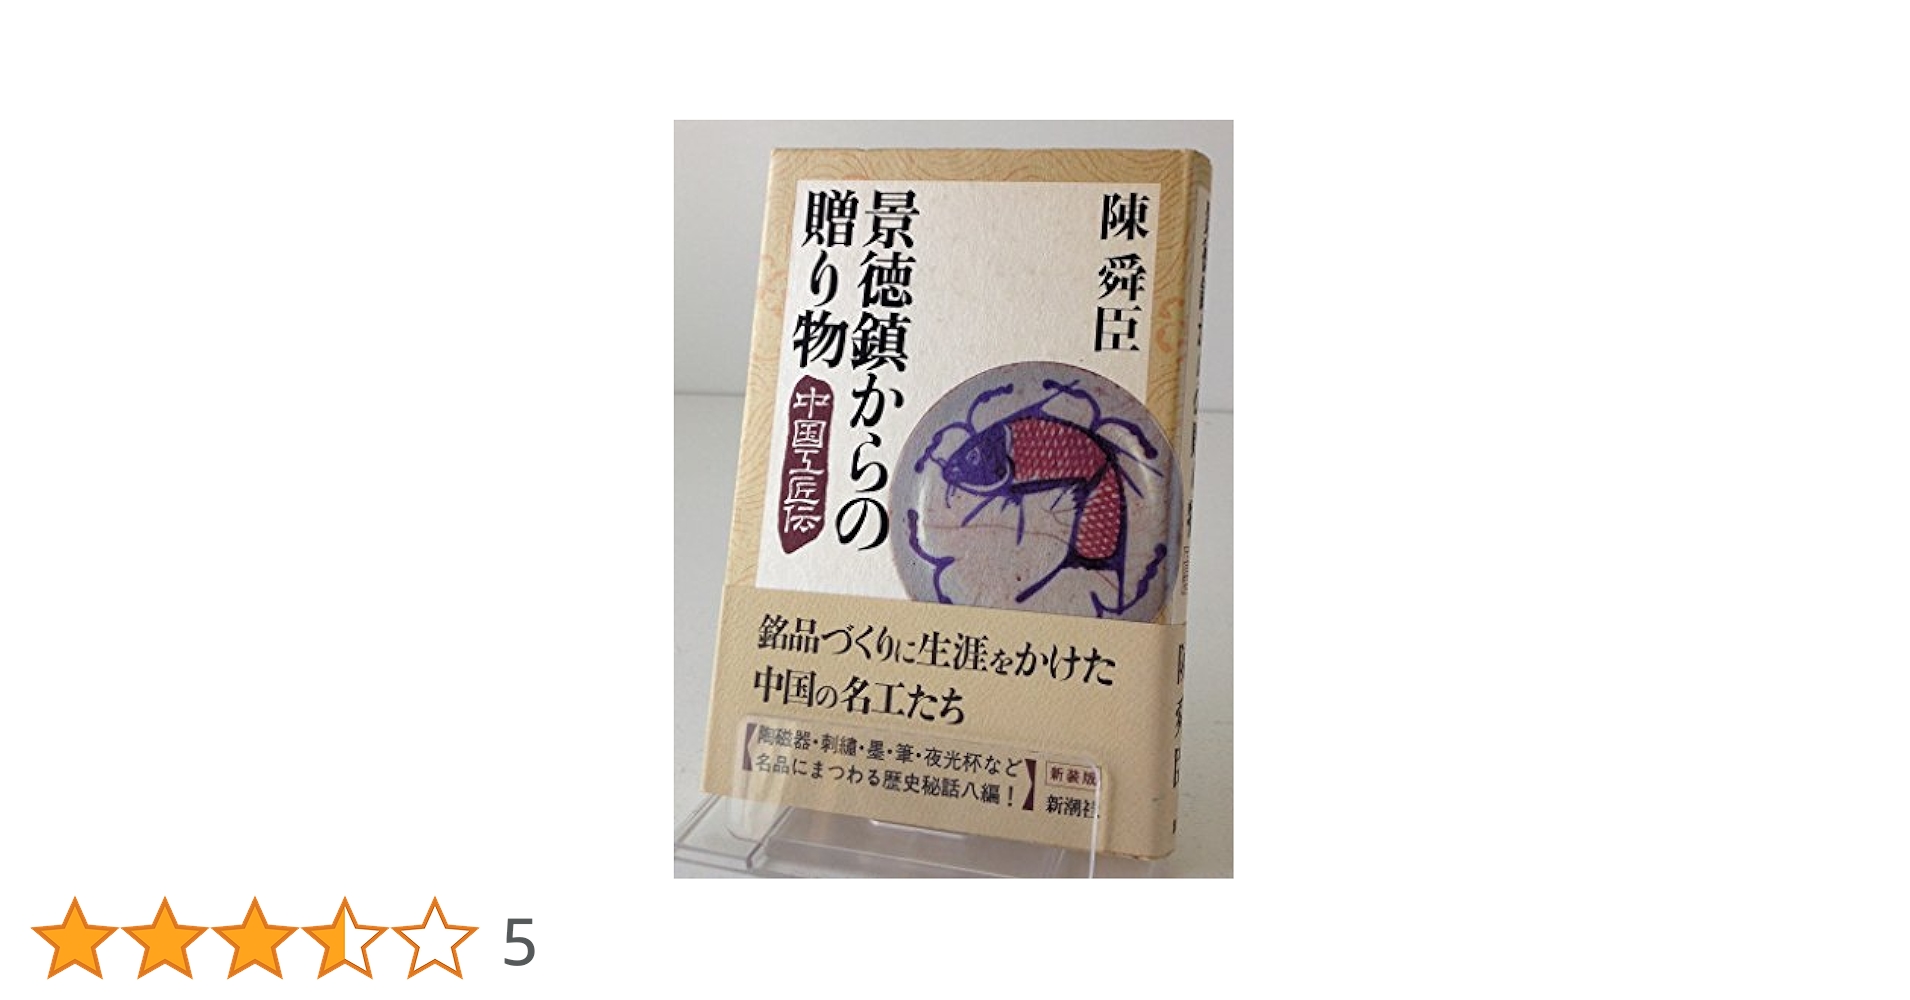 陳舜臣
景徳鎮からの
贈り物
中国工匠伝
銘品づくりに生涯をかけた
中国の名工たち
陶磁器・刺繡・墨・筆・夜光杯など
名品にまつわる歴史秘話八編!
新装版
新潮社
5